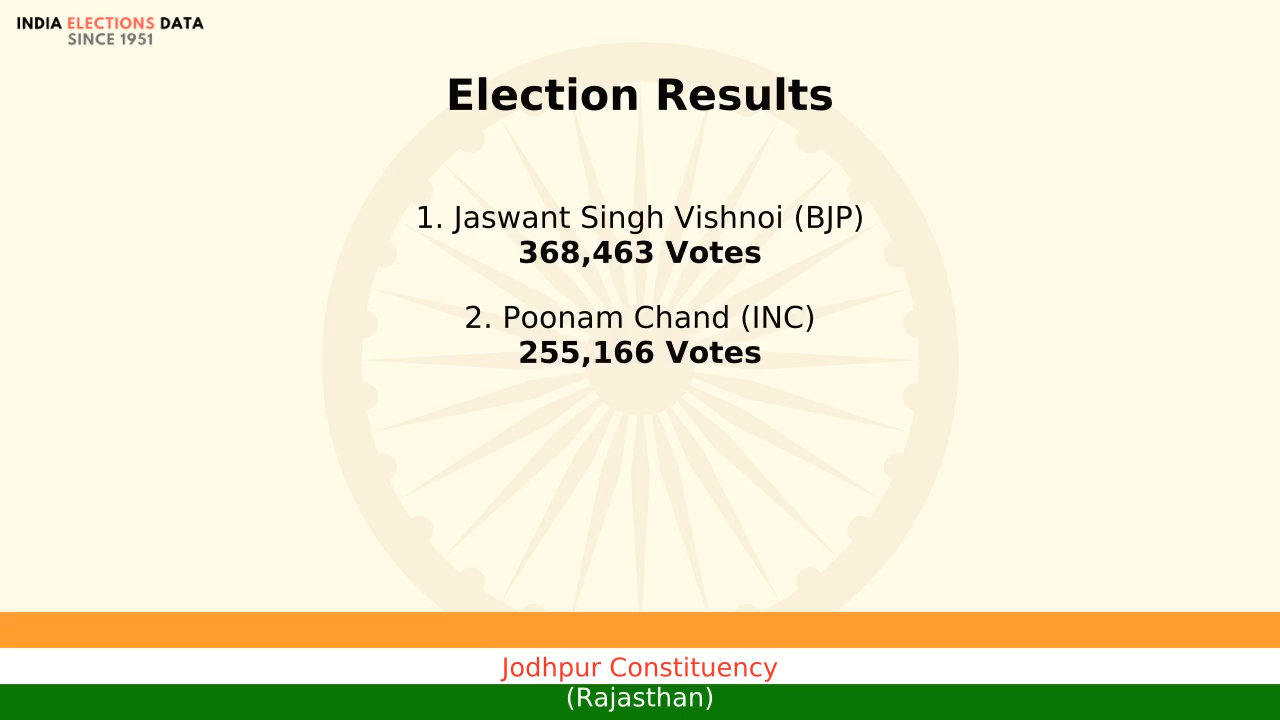 INDIA ELECTIONS DATA
SINCE 1951
Election Results
1. Jaswant Singh Vishnoi (BJP)
368,463 Votes
2. Poonam Chand (INC)
255,166 Votes
Jodhpur Constituency
(Rajasthan)